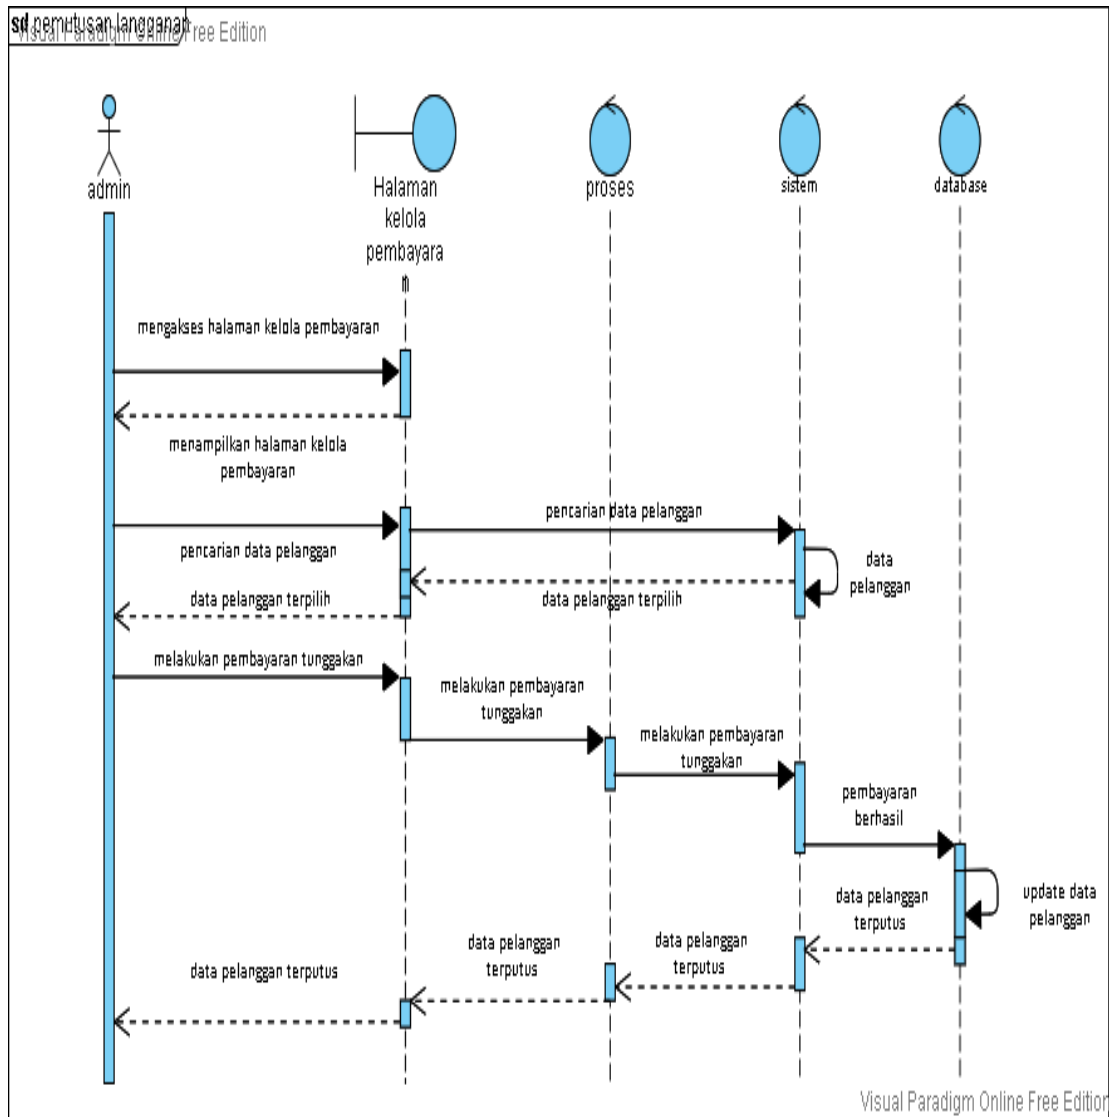 sd pemutusan langganan
Visual Paradigm Online Free Edition
admin
Halaman
kelola
pembayara
n
proses
sistem
database
mengakses halaman kelola pembayaran
menampilkan halaman kelola
pembayaran
pencarian data pelanggan
pencarian data pelanggan
data
pelanggan
data pelanggan terpilih
data pelanggan terpilih
melakukan pembayaran tunggakan
melakukan pembayaran
tunggakan
melakukan pembayaran
tunggakan
pembayaran
berhasil
update data
pelanggan
data pelanggan
terputus
data pelanggan
terputus
data pelanggan
terputus
data pelanggan terputus
Visual Paradigm Online Free Edition